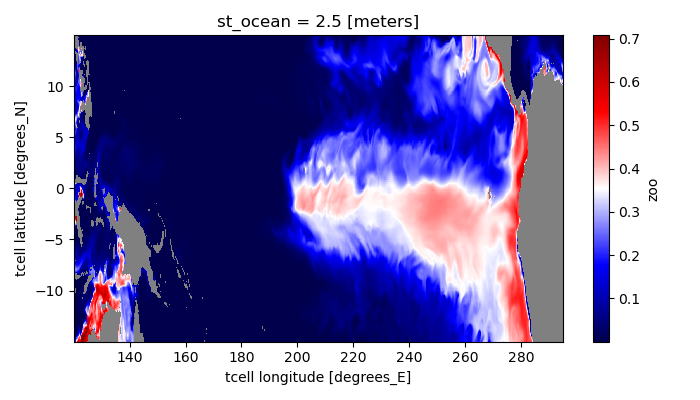 st_ocean = 2.5 [meters]
tcell latitude [degrees_N]
10
5
0
−5
−10
140 160 180 200 220 240 260 280
tcell longitude [degrees_E]
0.7
0.6
0.5
0.4
0.3
0.2
0.1
zoo